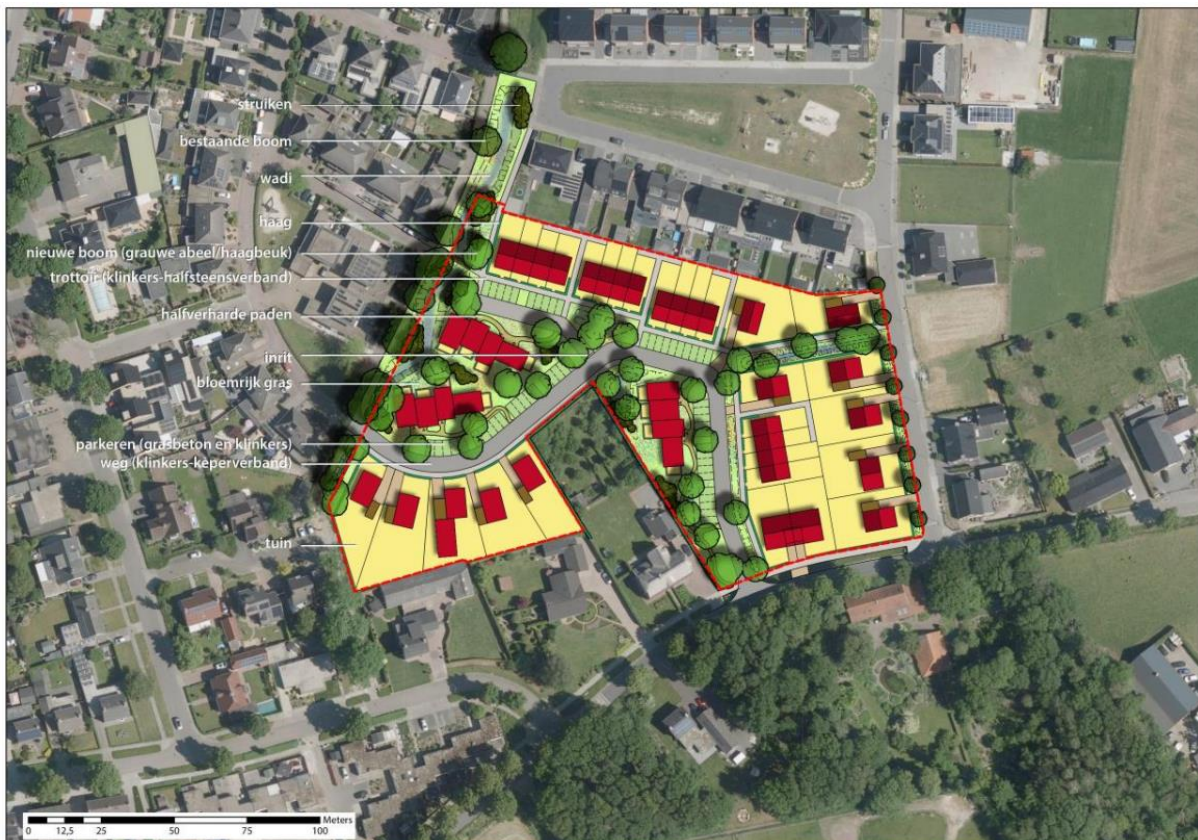 struiken
bestaande boom
wadi
haag
nieuwe boom (grauwe abeel/haagbeuk)
trottoir (klinkers-halfsteensverband)
halfverharde paden
inrit
bloemrijk gras
parkeren (grasbeton en klinkers)
weg (klinkers-keperverband)
tuin
Meters
0 12,5 25 50 75 100